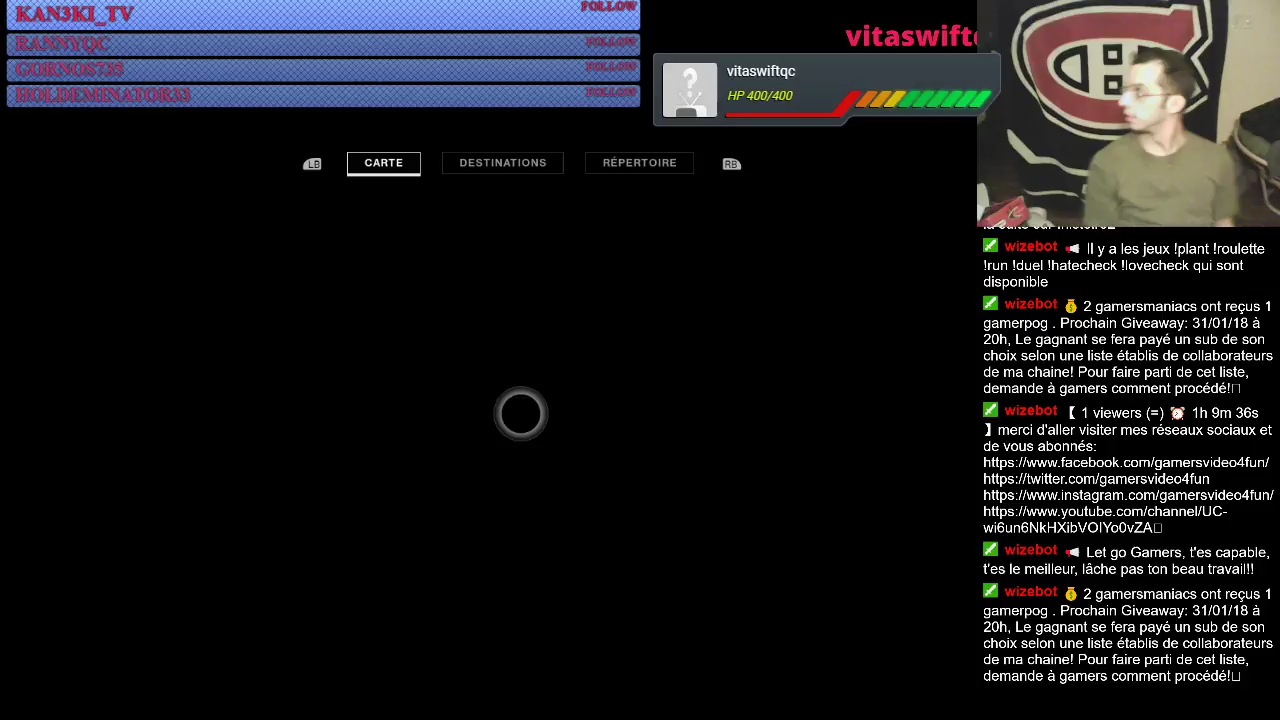 KAN3KI_TV FOLLOW
RANNYQC FOLLOW
GORNOS735 FOLLOW
HOLDEMINATOR33 FOLLOW
vitaswiftqc
HP 400/400
LB CARTE DESTINATIONS RÉPERTOIRE RB
wizebot Il y a les jeux !plant !roulette
!run !duel !hatecheck !lovecheck qui sont
disponible
wizebot 2 gamersmaniacs ont reçus 1
gamerpog . Prochain Giveaway: 31/01/18 à
20h, Le gagnant se fera payé un sub de son
choix selon une liste établis de collaborateurs
de ma chaine! Pour faire parti de cet liste,
demande à gamers comment procédé!
wizebot 【 1 viewers (=) ⏰ 1h 9m 36s
】merci d'aller visiter mes réseaux sociaux et
de vous abonnés:
https://www.facebook.com/gamersvideo4fun/
https://twitter.com/gamersvideo4fun
https://www.instagram.com/gamersvideo4fun/
https://www.youtube.com/channel/UC-
wi6un6NkHXibVOIYo0vZA
wizebot Let go Gamers, t'es capable,
t'es le meilleur, lâche pas ton beau travail!!
wizebot 2 gamersmaniacs ont reçus 1
gamerpog . Prochain Giveaway: 31/01/18 à
20h, Le gagnant se fera payé un sub de son
choix selon une liste établis de collaborateurs
de ma chaine! Pour faire parti de cet liste,
demande à gamers comment procédé!